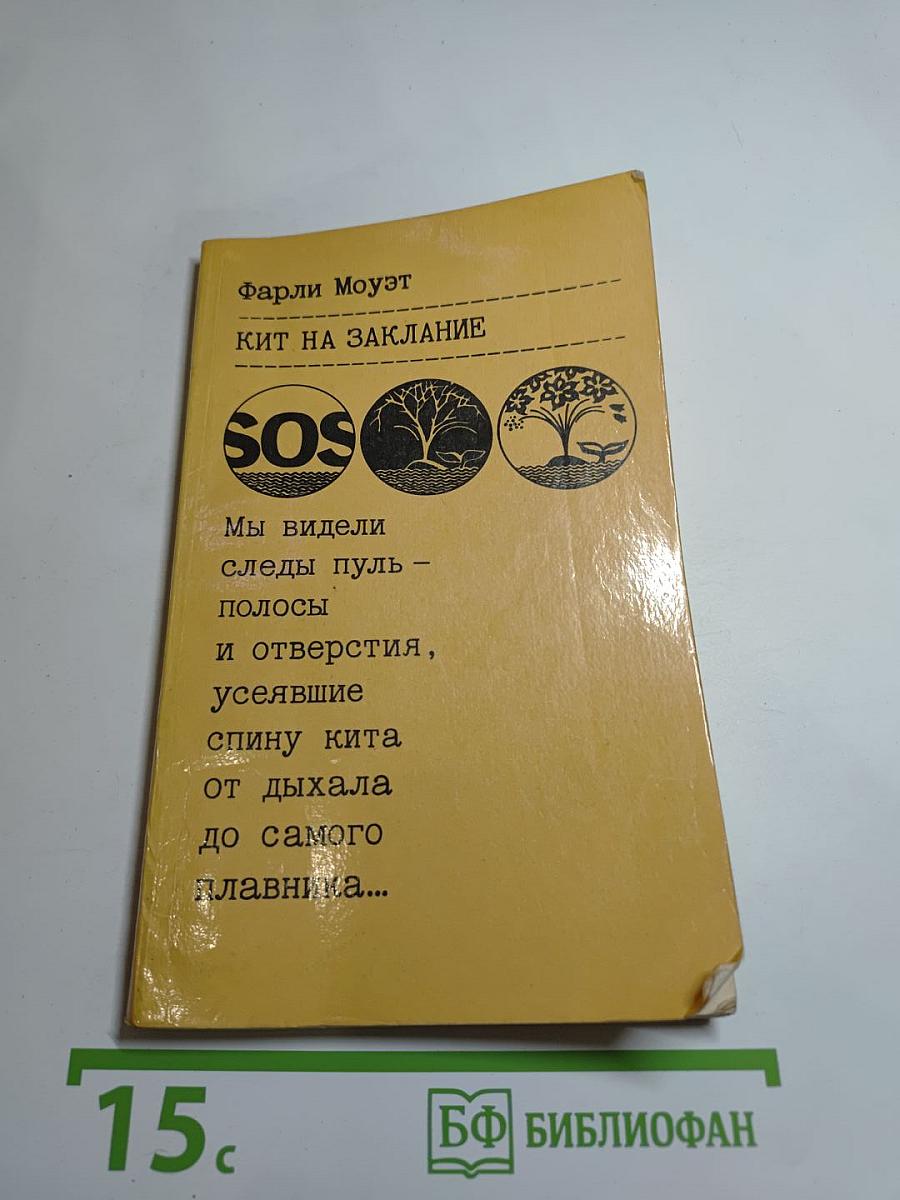 Фарли Моуэт
КИТ НА ЗАКЛАНИЕ
SOS
Мы видели
следы пуль –
полосы
и отверстия,
усеявшие
спину кита
от дыхала
до самого
плавника...
15 с
БФ БИБЛИОФАН